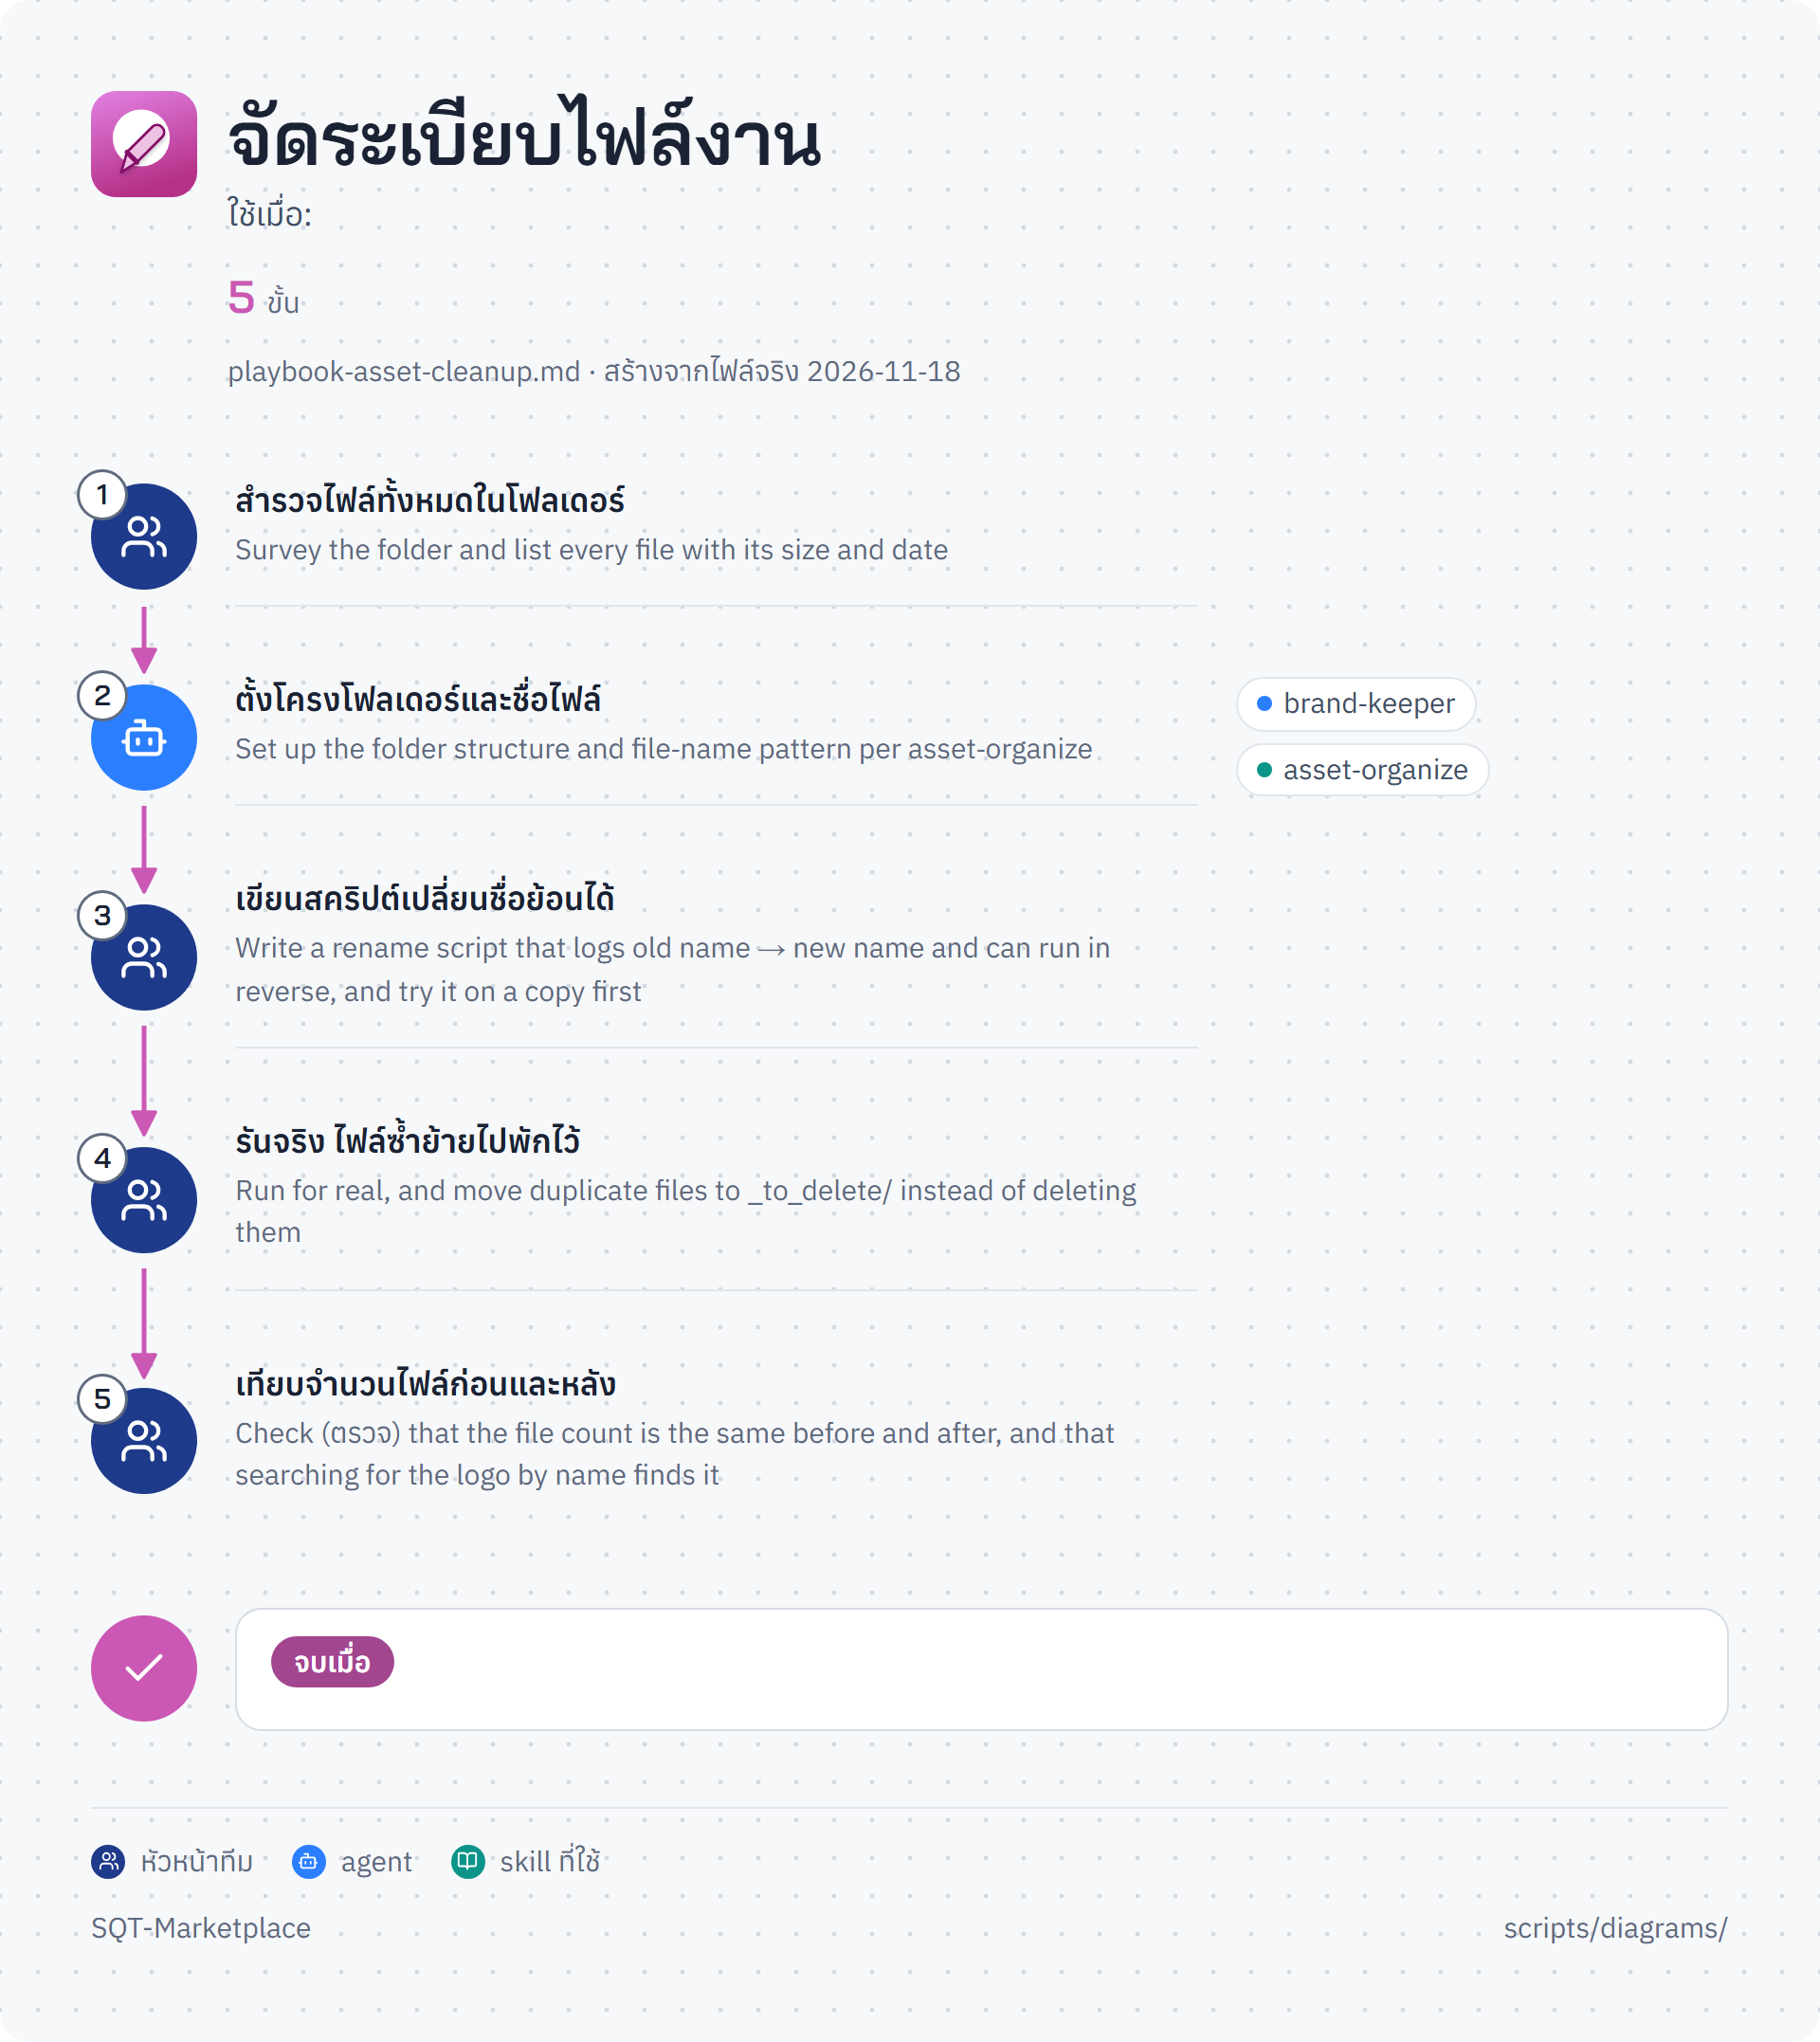 จัดระเบียบไฟล์งาน
ใช้เมื่อ:
5 ขั้น
playbook-asset-cleanup.md · สร้างจากไฟล์จริง 2026-11-18
1
สำรวจไฟล์ทั้งหมดในโฟลเดอร์
Survey the folder and list every file with its size and date
2
ตั้งโครงโฟลเดอร์และชื่อไฟล์
Set up the folder structure and file-name pattern per asset-organize
brand-keeper
asset-organize
3
เขียนสคริปต์เปลี่ยนชื่อย้อนได้
Write a rename script that logs old name → new name and can run in
reverse, and try it on a copy first
4
รันจริง ไฟล์ซ้ำย้ายไปพักไว้
Run for real, and move duplicate files to _to_delete/ instead of deleting
them
5
เทียบจำนวนไฟล์ก่อนและหลัง
Check (ตรวจ) that the file count is the same before and after, and that
searching for the logo by name finds it
จบเมื่อ
หัวหน้าทีม agent skill ที่ใช้
SQT-Marketplace scripts/diagrams/